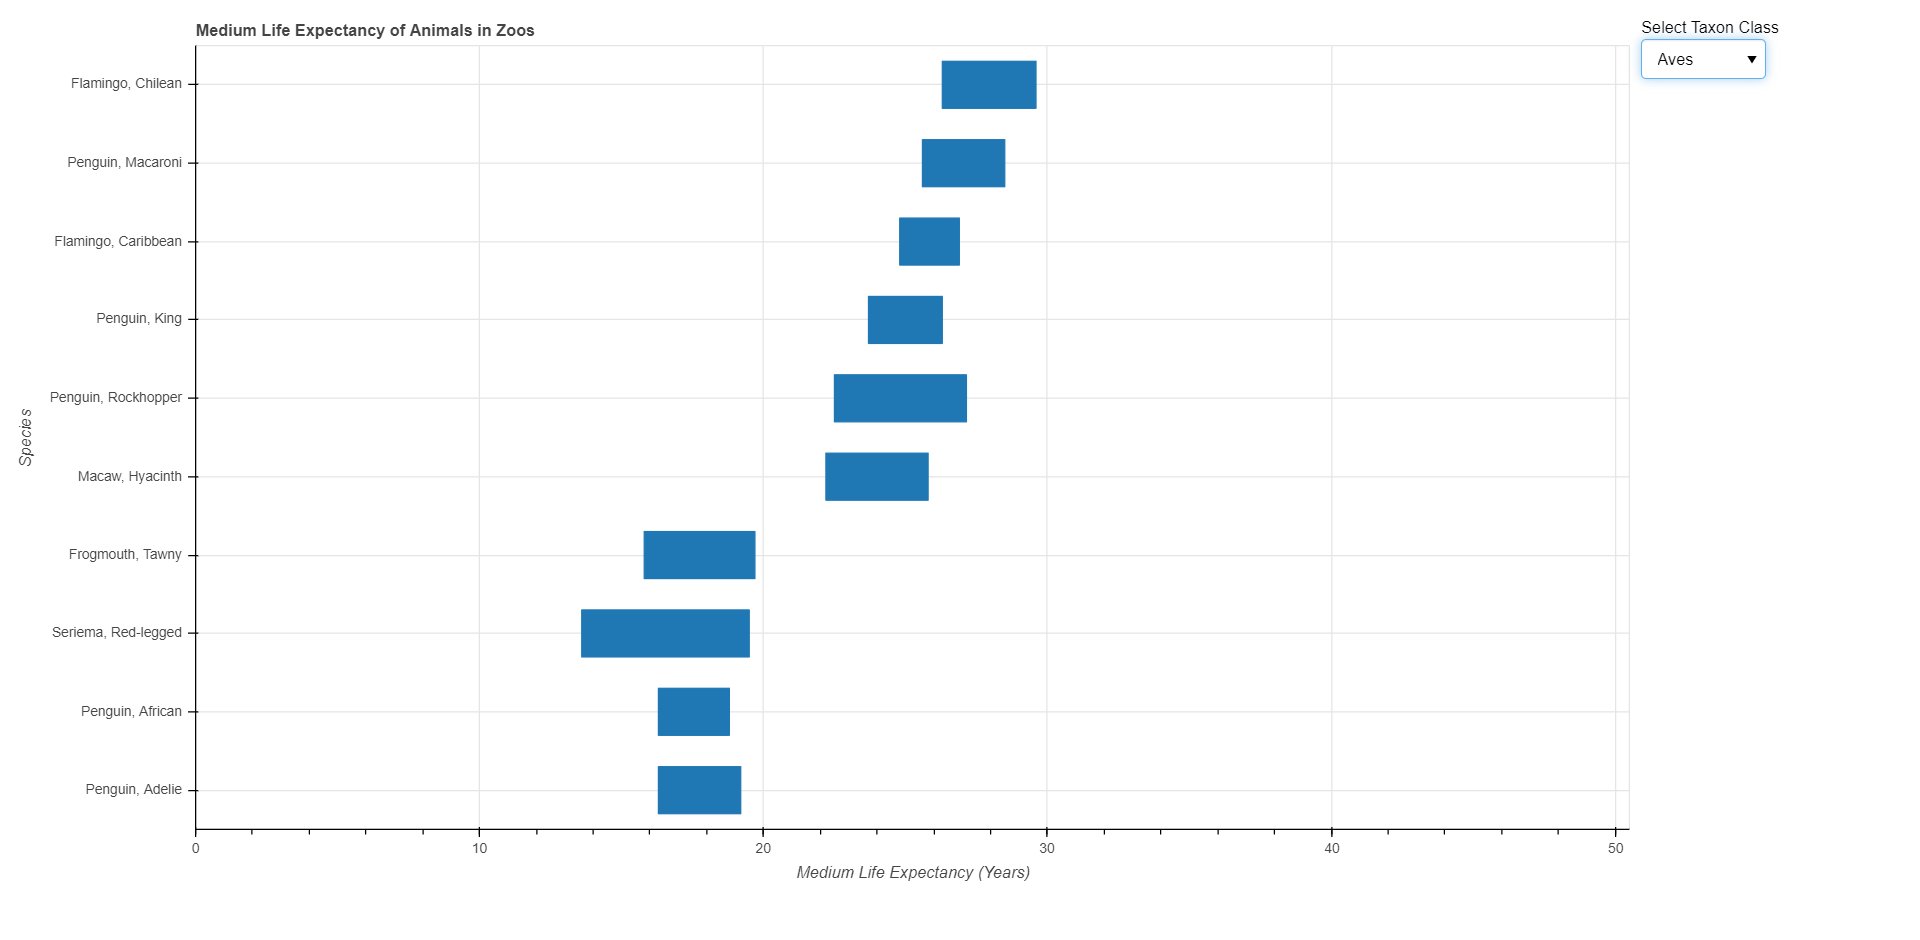 Medium Life Expectancy of Animals in Zoos
Select Taxon Class
Aves
Flamingo, Chilean
Penguin, Macaroni
Flamingo, Caribbean
Penguin, King
Penguin, Rockhopper
Macaw, Hyacinth
Frogmouth, Tawny
Seriema, Red-legged
Penguin, African
Penguin, Adelie
Species
0 10 20 30 40 50
Medium Life Expectancy (Years)